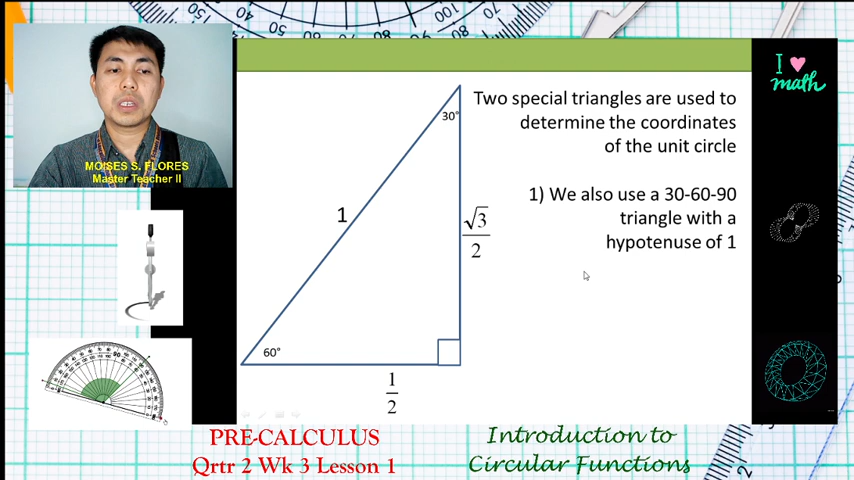 MOISES S. FLORES
Master Teacher II
I
math
30°
1
√3
2
60°
1
2
Two special triangles are used to
determine the coordinates
of the unit circle
1) We also use a 30-60-90
triangle with a
hypotenuse of 1
PRE-CALCULUS
Qrtr 2 Wk 3 Lesson 1
Introduction to
Circular Functions